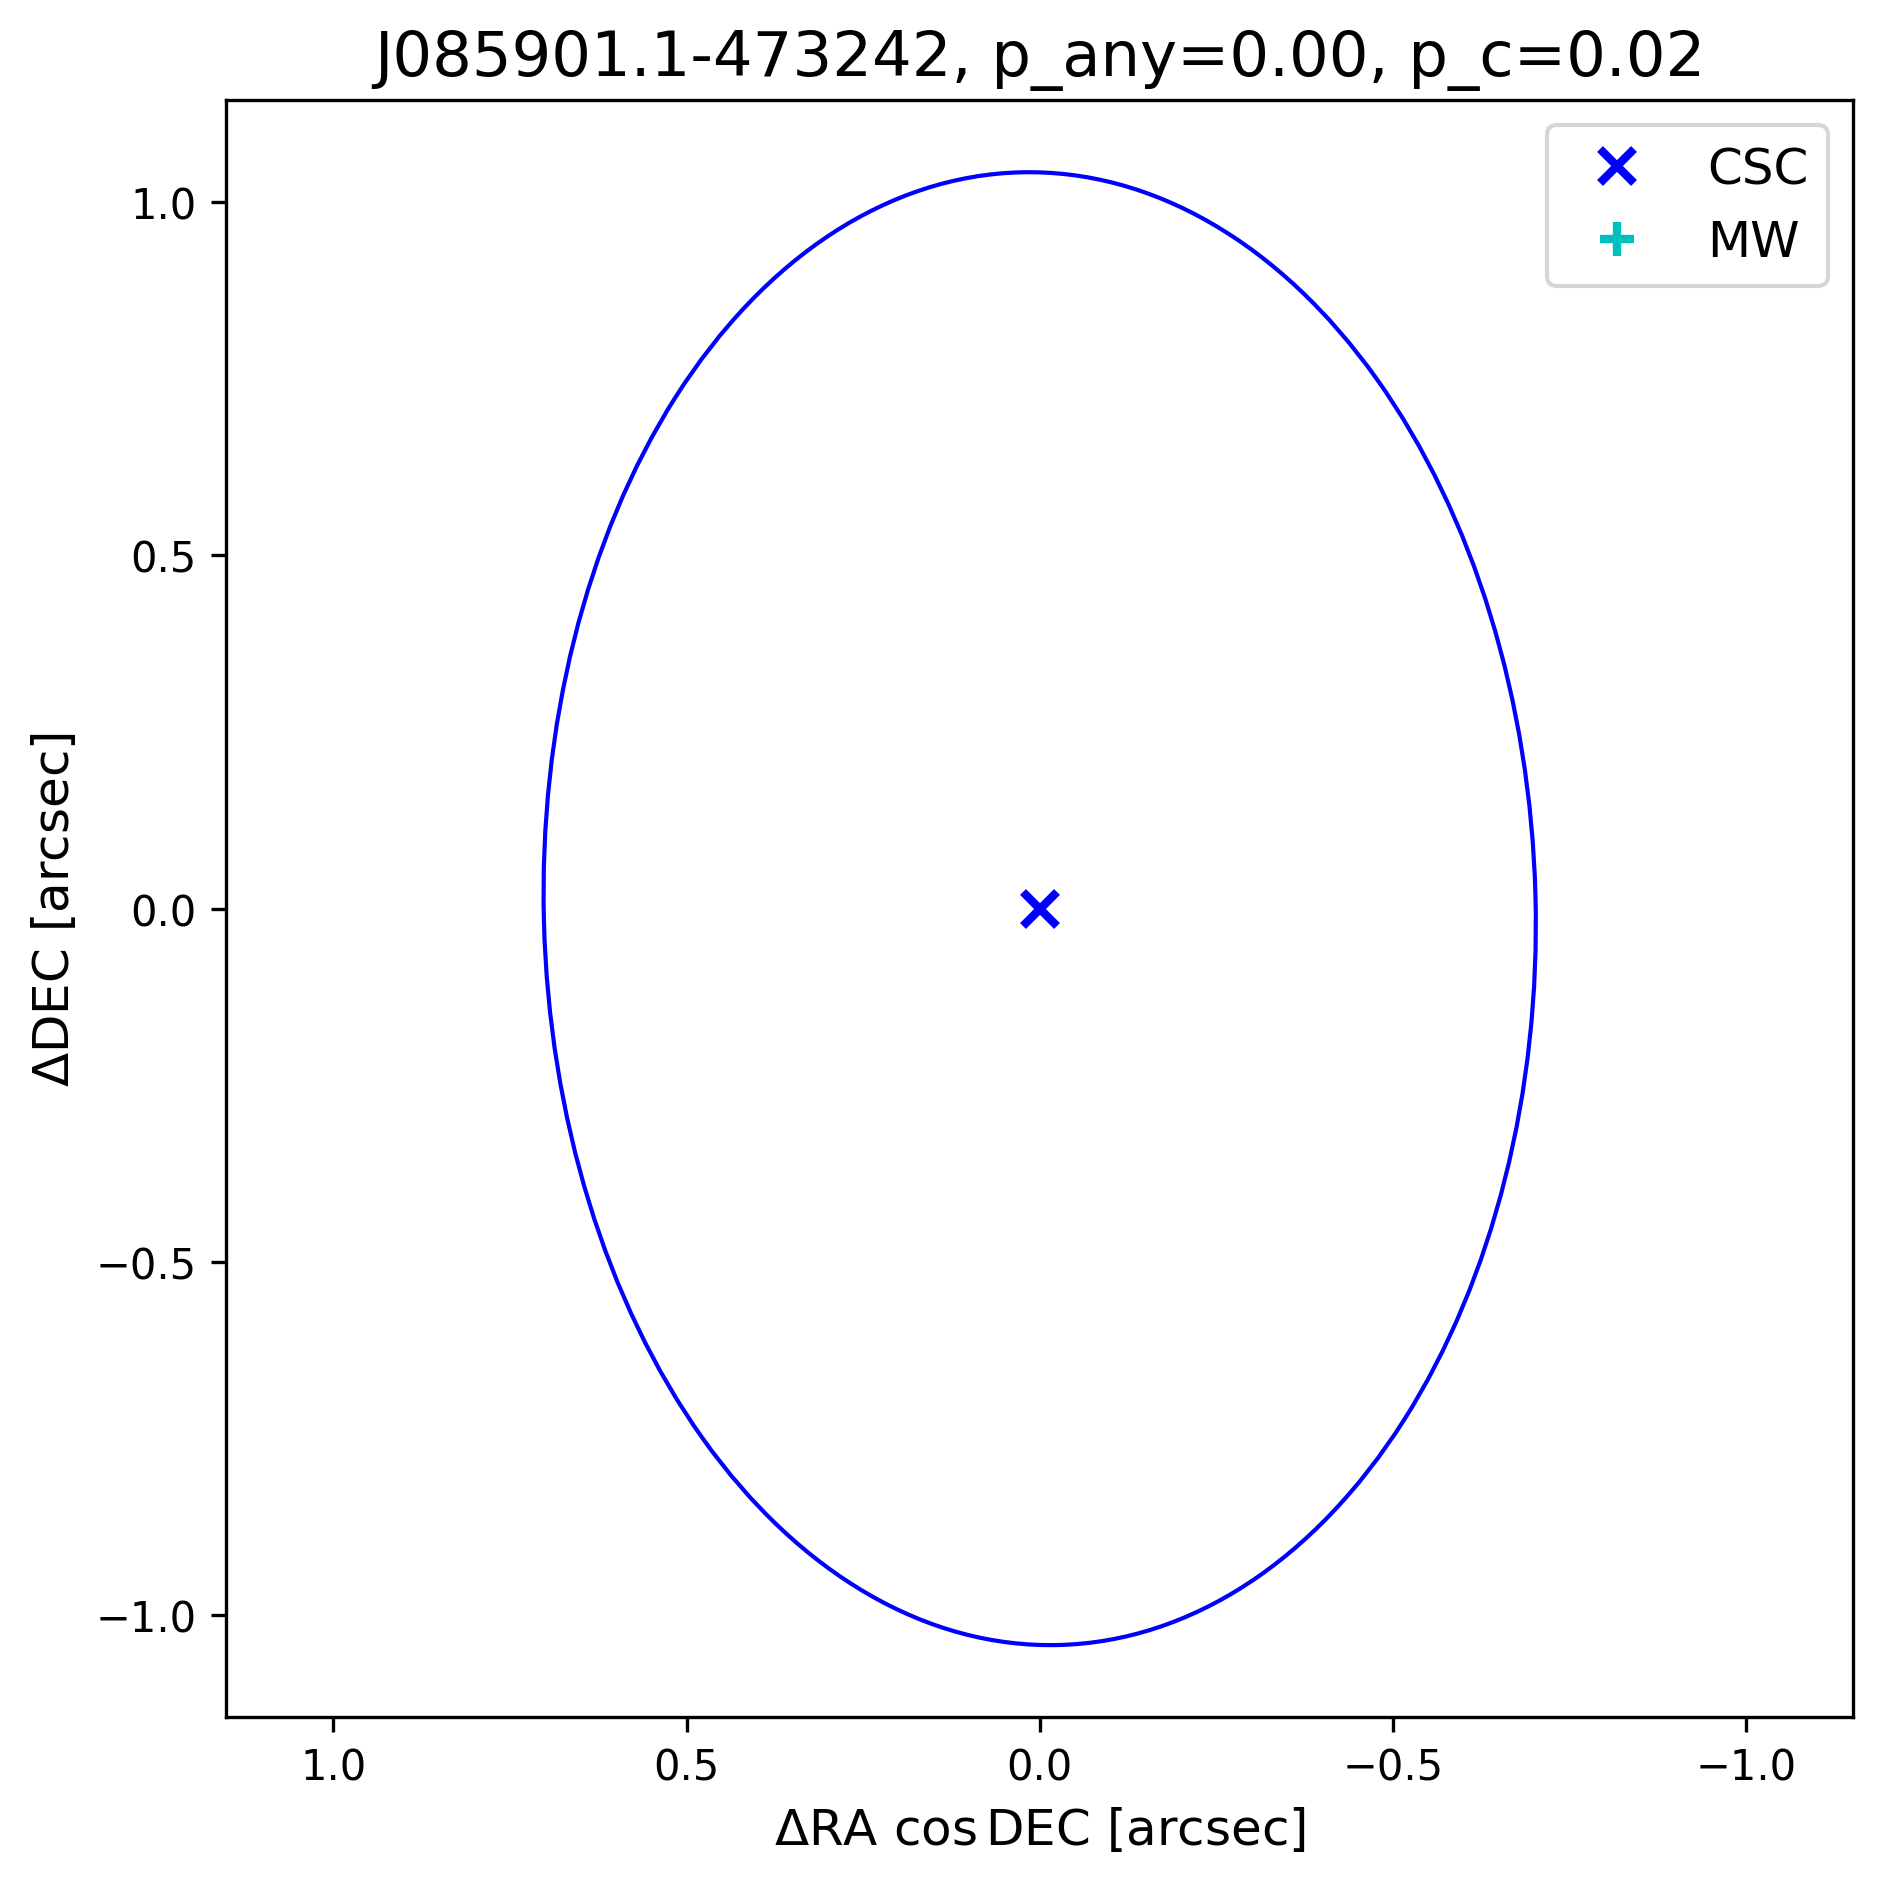 J085901.1-473242, p_any=0.00, p_c=0.02
CSC
MW
1.0
0.5
0.0
−0.5
−1.0
ΔDEC [arcsec]
1.0 0.5 0.0 −0.5 −1.0
ΔRA cos DEC [arcsec]